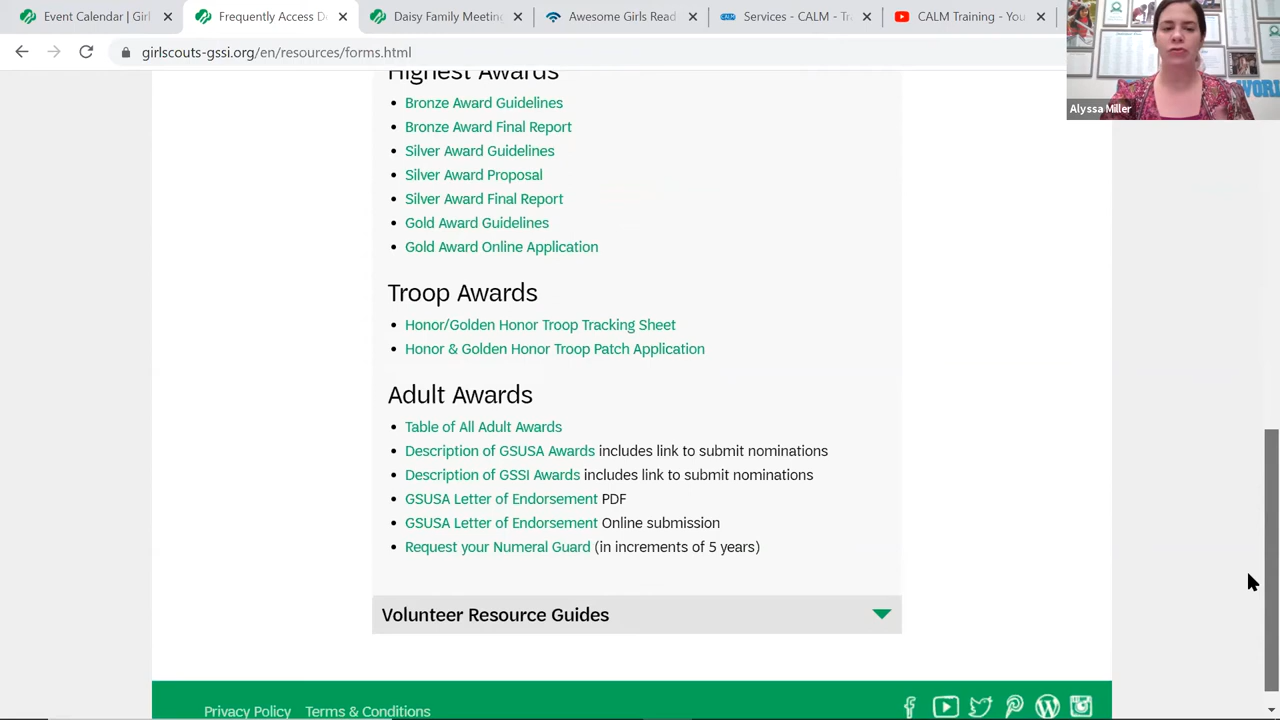 Event Calendar | Girl
Frequently Access D
Daisy Family Meetin
Awesome Girls Read
Services - CALM -
CALM Training - You
girlscouts-gssi.org/en/resources/forms.html
Alyssa Miller
Highest Awards
Bronze Award Guidelines
Bronze Award Final Report
Silver Award Guidelines
Silver Award Proposal
Silver Award Final Report
Gold Award Guidelines
Gold Award Online Application
Troop Awards
Honor/Golden Honor Troop Tracking Sheet
Honor & Golden Honor Troop Patch Application
Adult Awards
Table of All Adult Awards
Description of GSUSA Awards includes link to submit nominations
Description of GSSI Awards includes link to submit nominations
GSUSA Letter of Endorsement PDF
GSUSA Letter of Endorsement Online submission
Request your Numeral Guard (in increments of 5 years)
Volunteer Resource Guides
Privacy Policy Terms & Conditions